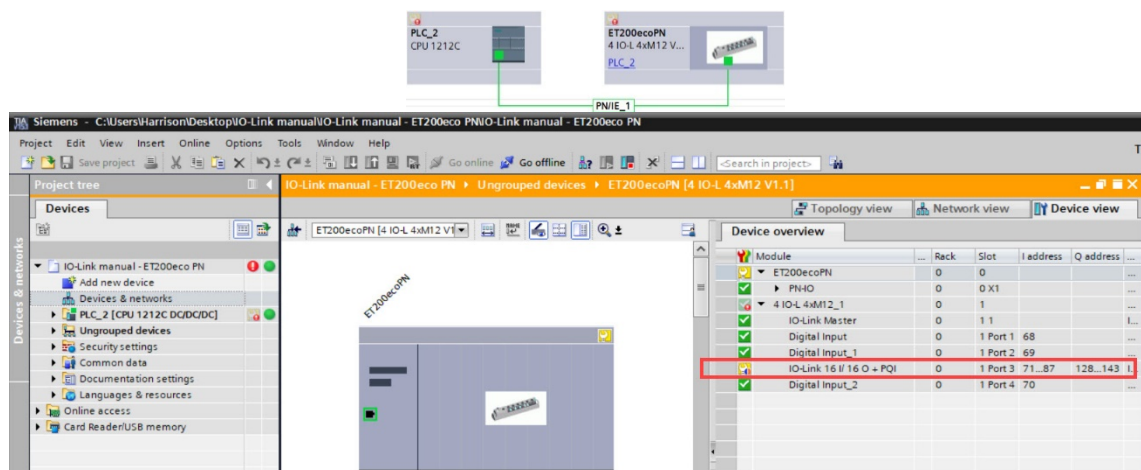 PLC_2
CPU 1212C
ET200ecoPN
4 IO-L 4xM12 V...
PLC_2
PN/IE_1
Siemens - C:\Users\Harrison\Desktop\IO-Link manual\IO-Link manual - ET200eco PN\IO-Link manual - ET200eco PN
Project Edit View Insert Online Options Tools Window Help
Save project Go online Go offline <Search in project>
T
Project tree
IO-Link manual - ET200eco PN ▸ Ungrouped devices ▸ ET200ecoPN [4 IO-L 4xM12 V1.1]
Devices
Topology view Network view Device view
ET200ecoPN [4 IO-L 4xM12 V1
Device overview
Devices & networks
IO-Link manual - ET200eco PN
Add new device
Devices & networks
PLC_2 [CPU 1212C DC/DC/DC]
Ungrouped devices
Security settings
Common data
Documentation settings
Languages & resources
Online access
Card Reader/USB memory
ET200ecoPN
Module ... Rack Slot I address Q address ...
ET200ecoPN 0 0 ...
PN-IO 0 0 X1 ...
4 IO-L 4xM12_1 0 1 ...
IO-Link Master 0 1 1 I...
Digital Input 0 1 Port 1 68 ...
Digital Input_1 0 1 Port 2 69 ...
IO-Link 16 I/ 16 O + PQI 0 1 Port 3 71...87 128...143 I...
Digital Input_2 0 1 Port 4 70 ...